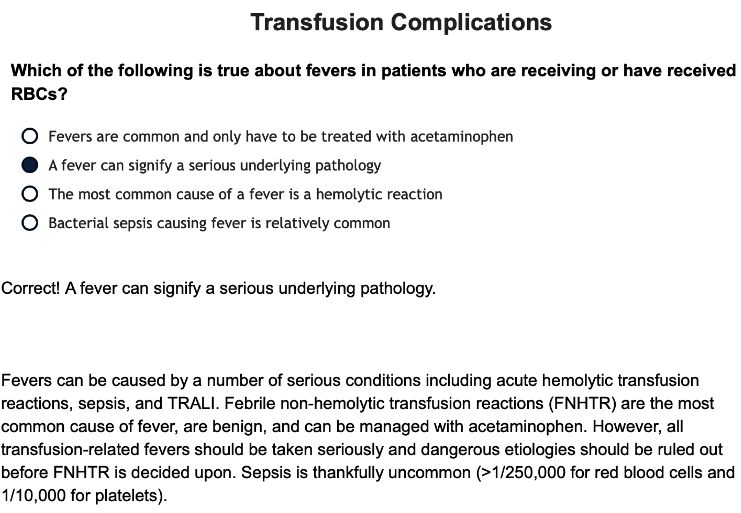 Transfusion Complications
Which of the following is true about fevers in patients who are receiving or have received
RBCs?
Fevers are common and only have to be treated with acetaminophen
A fever can signify a serious underlying pathology
The most common cause of a fever is a hemolytic reaction
Bacterial sepsis causing fever is relatively common
Correct! A fever can signify a serious underlying pathology.
Fevers can be caused by a number of serious conditions including acute hemolytic transfusion
reactions, sepsis, and TRALI. Febrile non-hemolytic transfusion reactions (FNHTR) are the most
common cause of fever, are benign, and can be managed with acetaminophen. However, all
transfusion-related fevers should be taken seriously and dangerous etiologies should be ruled out
before FNHTR is decided upon. Sepsis is thankfully uncommon (>1/250,000 for red blood cells and
1/10,000 for platelets).